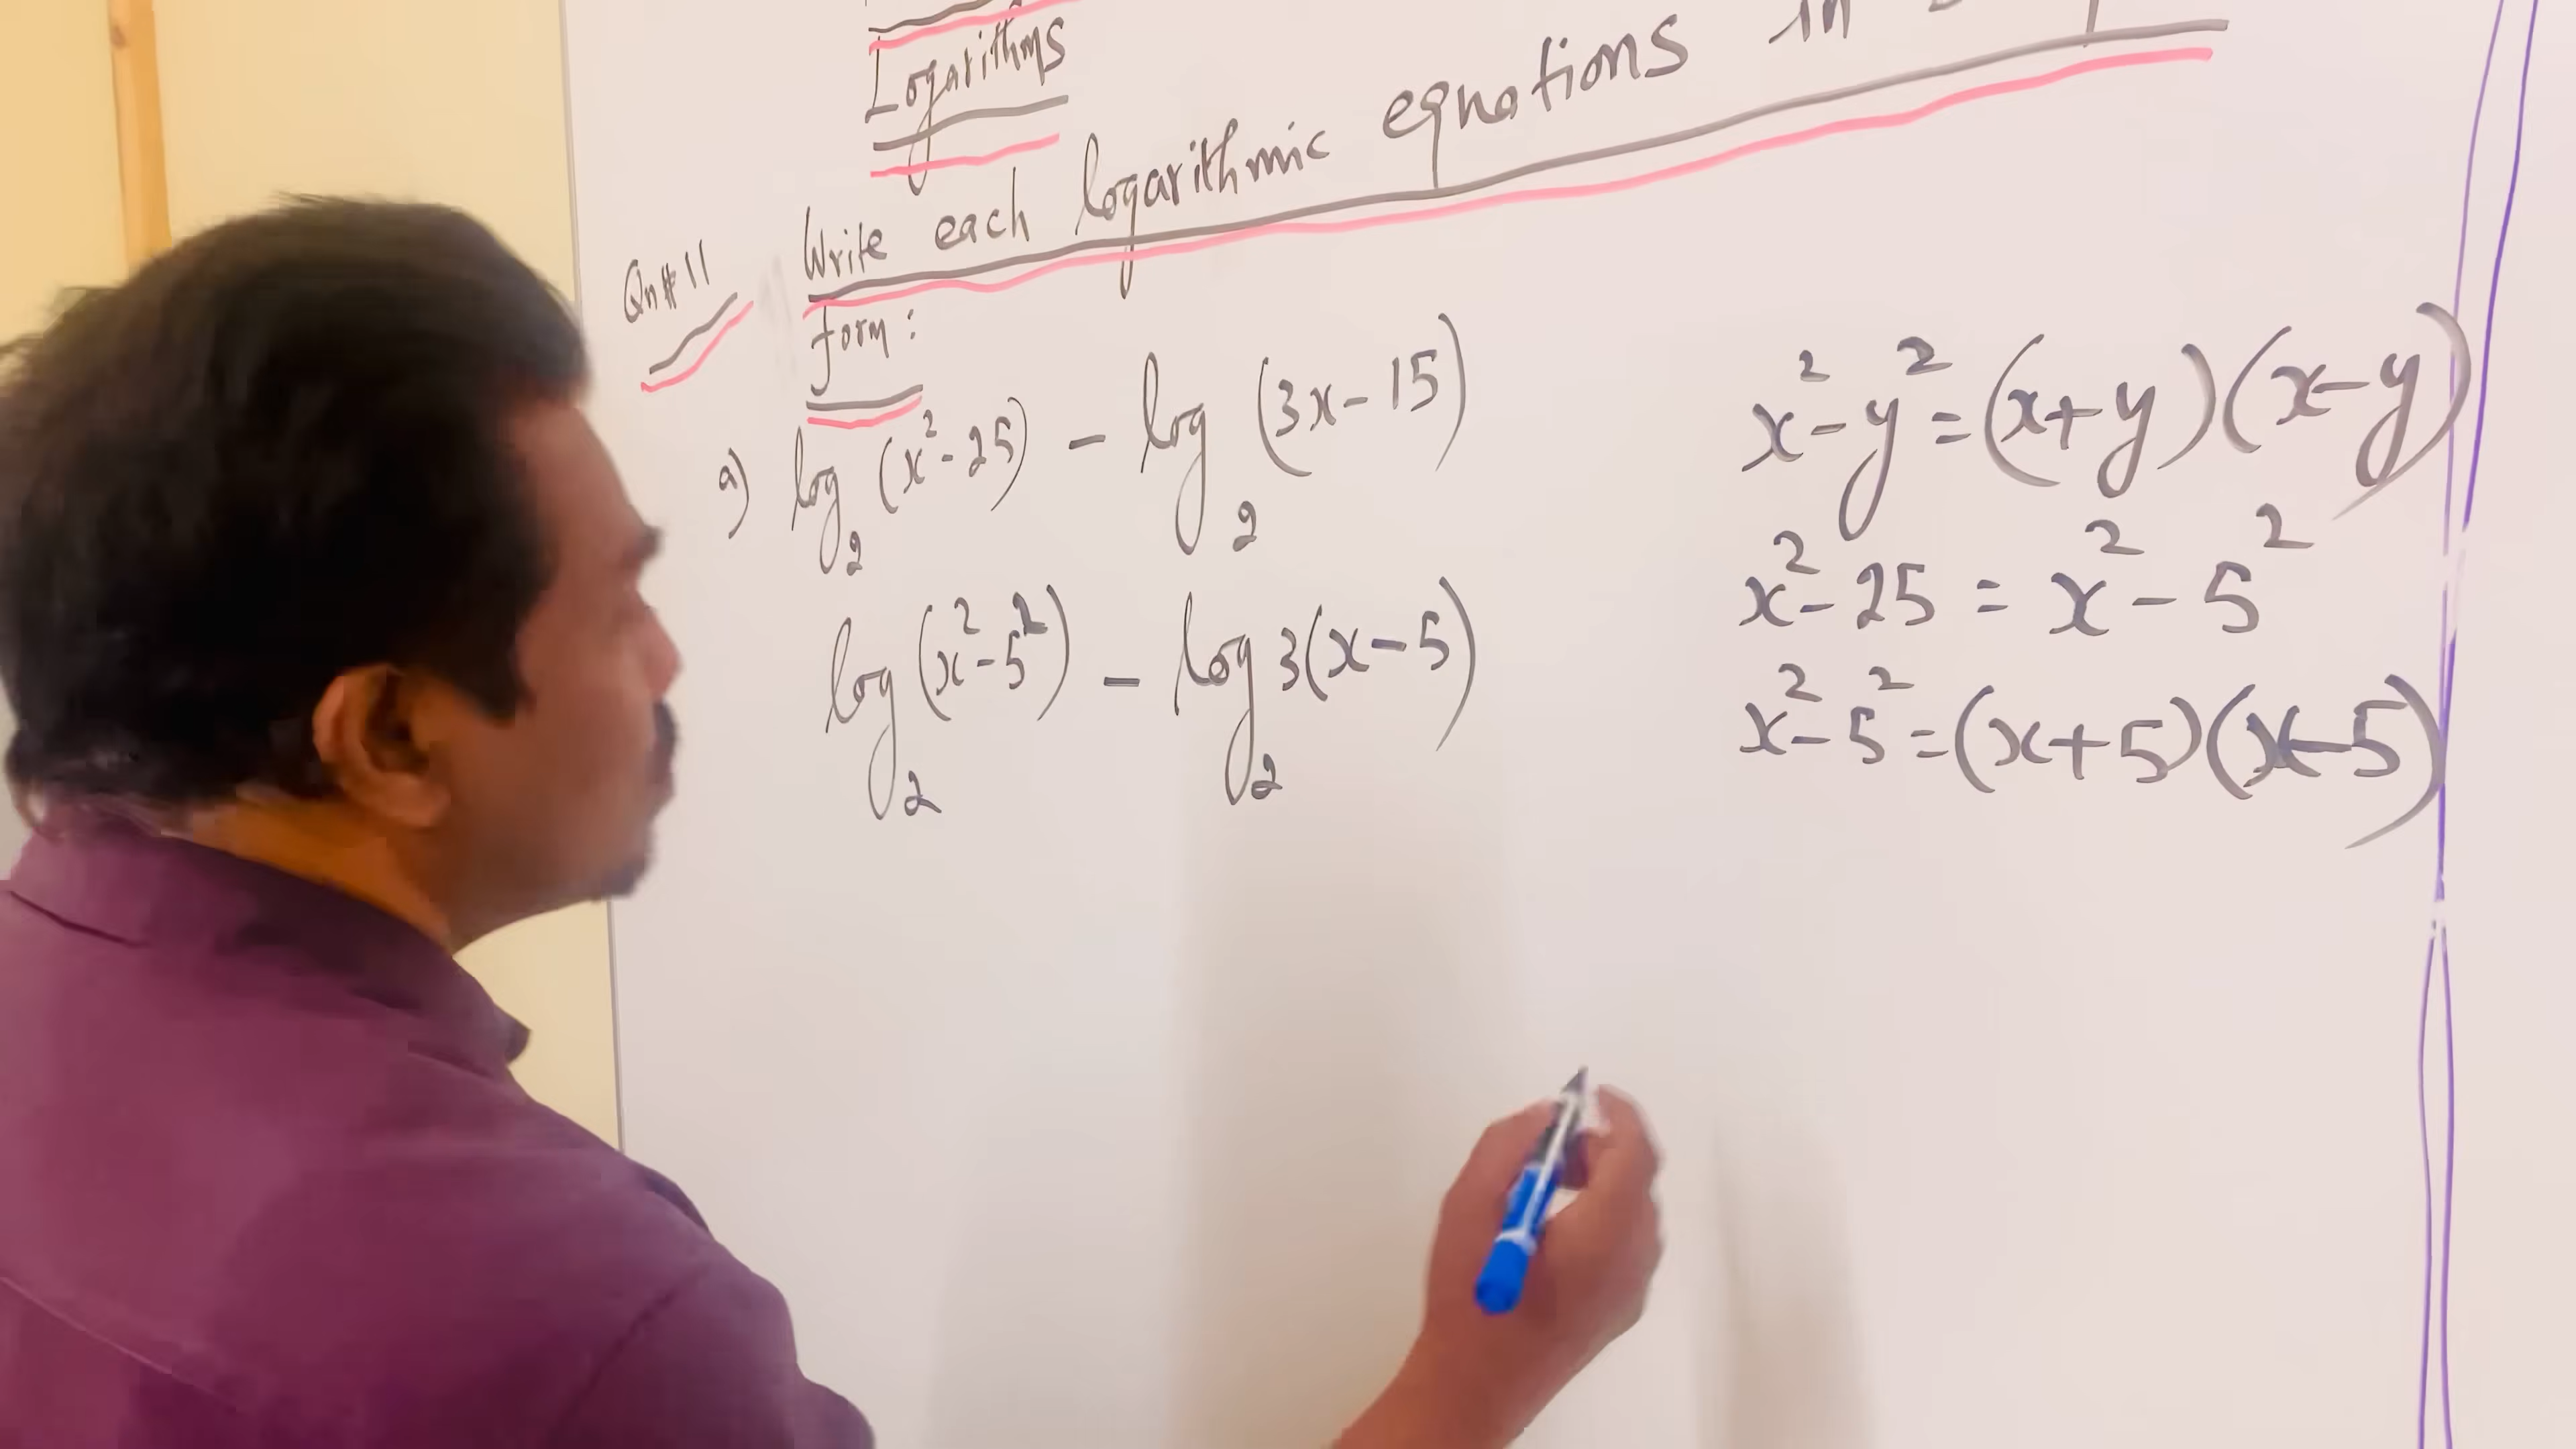 Logarithms
Qn#11 Write each logarithmic equations in
form:
a) log₂ (x²-25) - log₂ (3x-15)
log₂ (x²-5²) - log₂ 3(x-5)
x²-y²=(x+y)(x-y)
x²-25 = x²-5²
x²-5²=(x+5)(x-5)